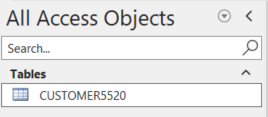 All Access Objects
Search...
Tables
CUSTOMER5520